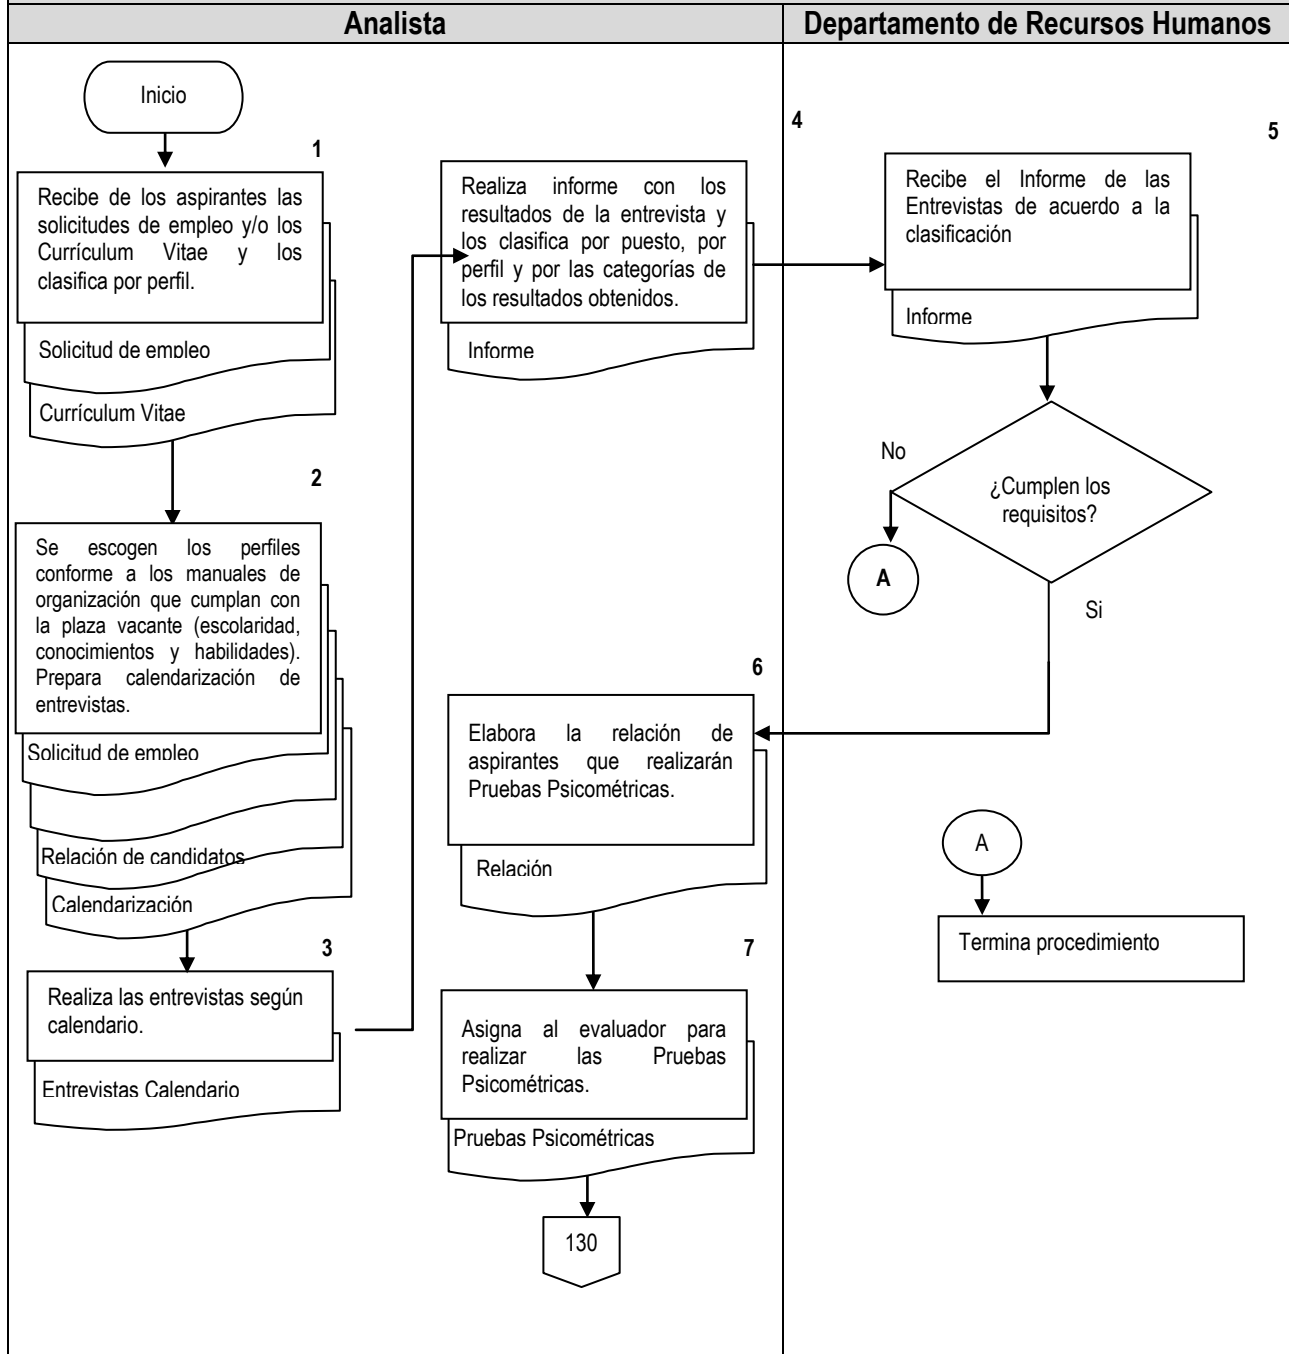 Analista
Departamento de Recursos Humanos
Inicio
1
Recibe de los aspirantes las
solicitudes de empleo y/o los
Currículum Vitae y los
clasifica por perfil.
Solicitud de empleo
Currículum Vitae
2
Se escogen los perfiles
conforme a los manuales de
organización que cumplan con
la plaza vacante (escolaridad,
conocimientos y habilidades).
Prepara calendarización de
entrevistas.
Solicitud de empleo
Relación de candidatos
Calendarización
3
Realiza las entrevistas según
calendario.
Entrevistas Calendario
4
Realiza informe con los
resultados de la entrevista y
los clasifica por puesto, por
perfil y por las categorías de
los resultados obtenidos.
Informe
5
Recibe el Informe de las
Entrevistas de acuerdo a la
clasificación
Informe
¿Cumplen los
requisitos?
No
A
Si
6
Elabora la relación de
aspirantes que realizarán
Pruebas Psicométricas.
Relación
7
Asigna al evaluador para
realizar las Pruebas
Psicométricas.
Pruebas Psicométricas
130
A
Termina procedimiento